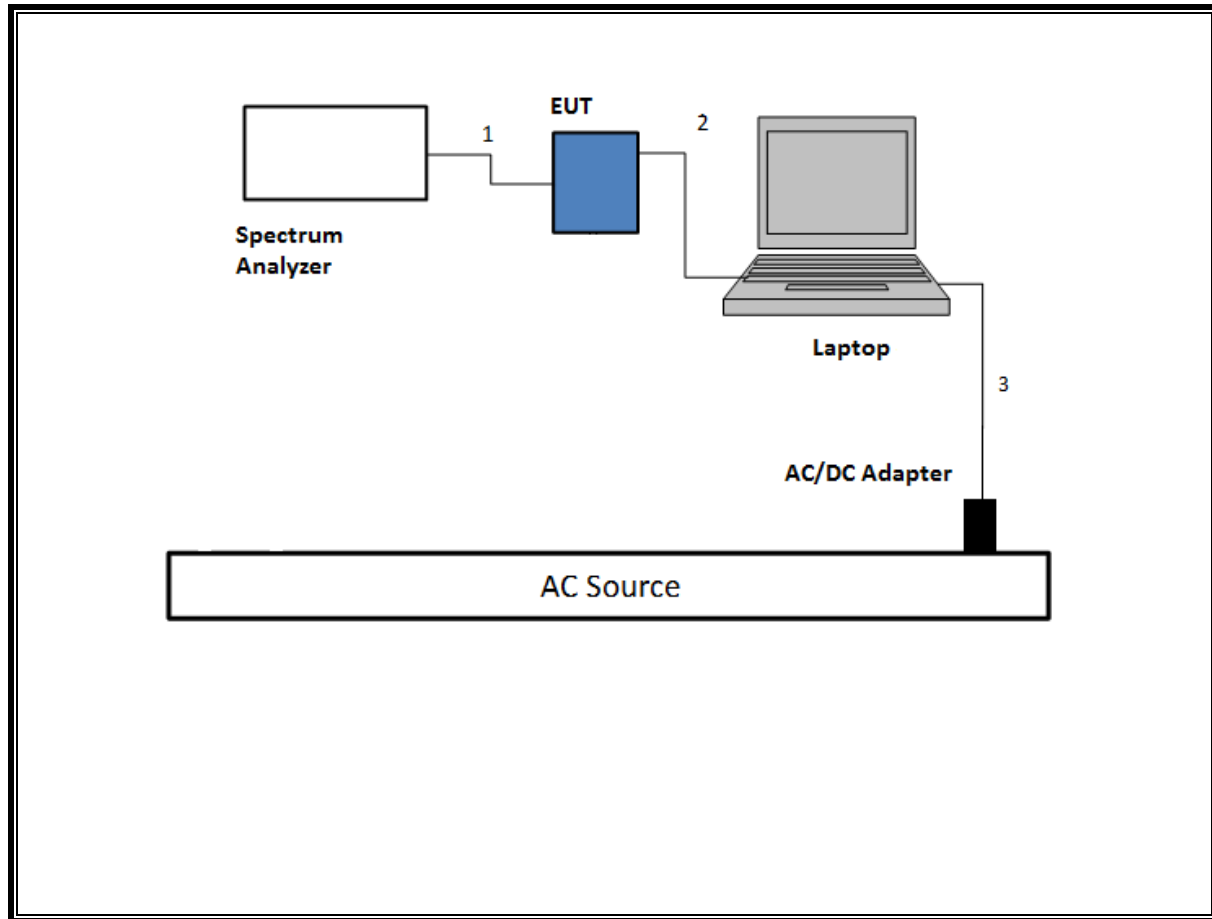 EUT
2
1
Spectrum
Analyzer
Laptop
3
AC/DC Adapter
AC Source